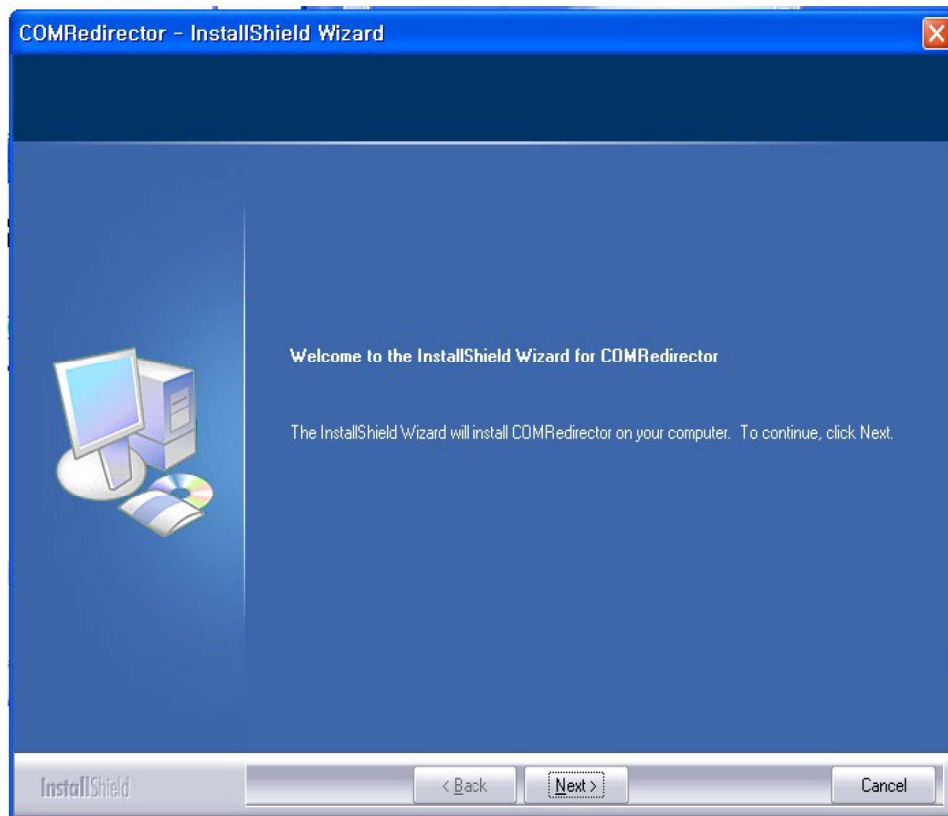 COMRedirector - InstallShield Wizard
Welcome to the InstallShield Wizard for COMRedirector
The InstallShield Wizard will install COMRedirector on your computer. To continue, click Next.
InstallShield
< Back
Next >
Cancel